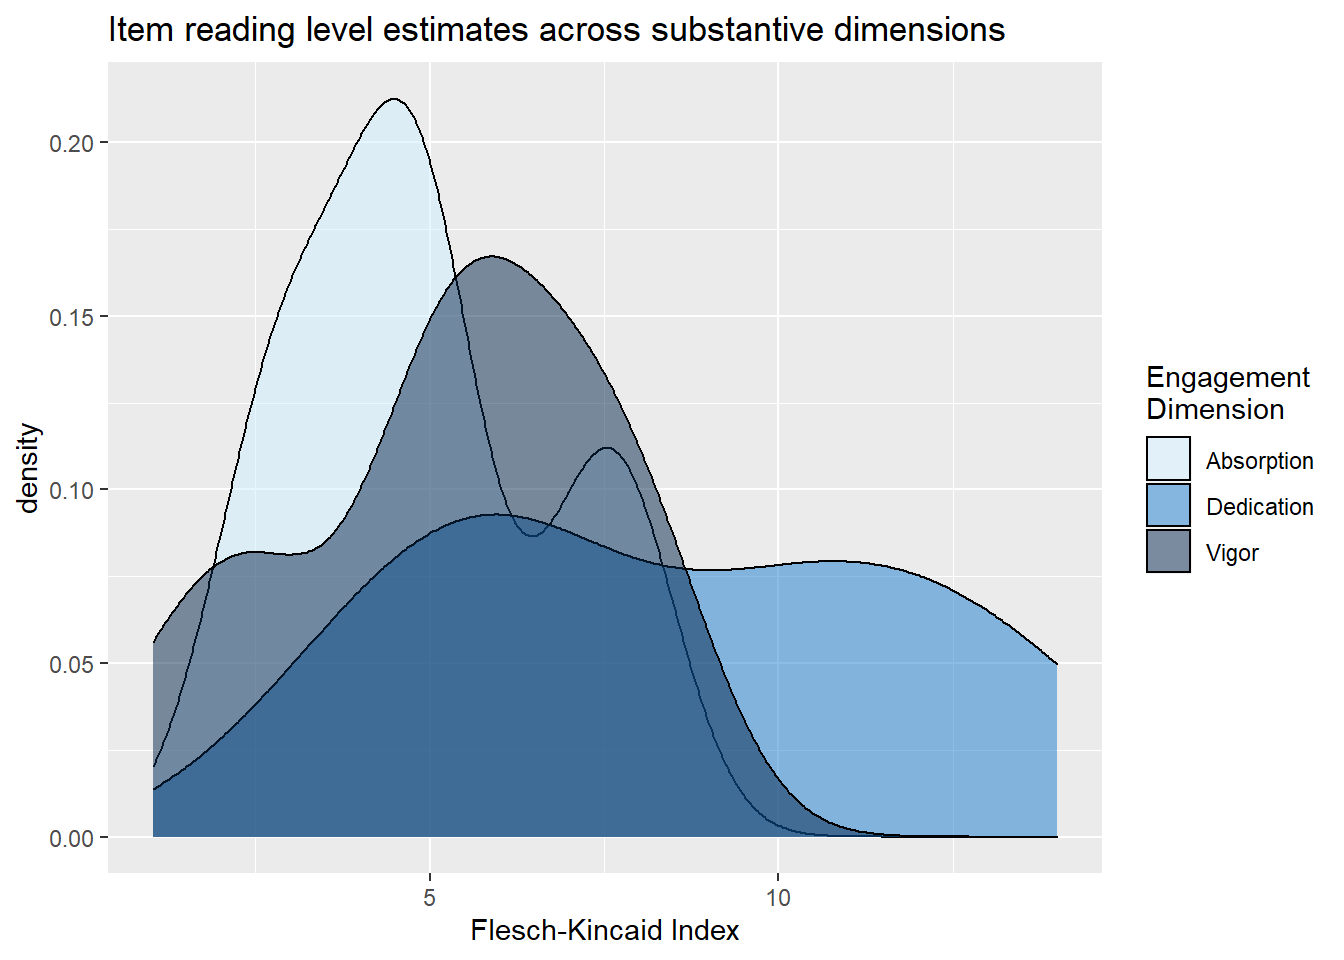 Item reading level estimates across substantive dimensions
0.20
0.15
0.10
0.05
0.00
density
5
10
Flesch-Kincaid Index
Engagement
Dimension
Absorption
Dedication
Vigor